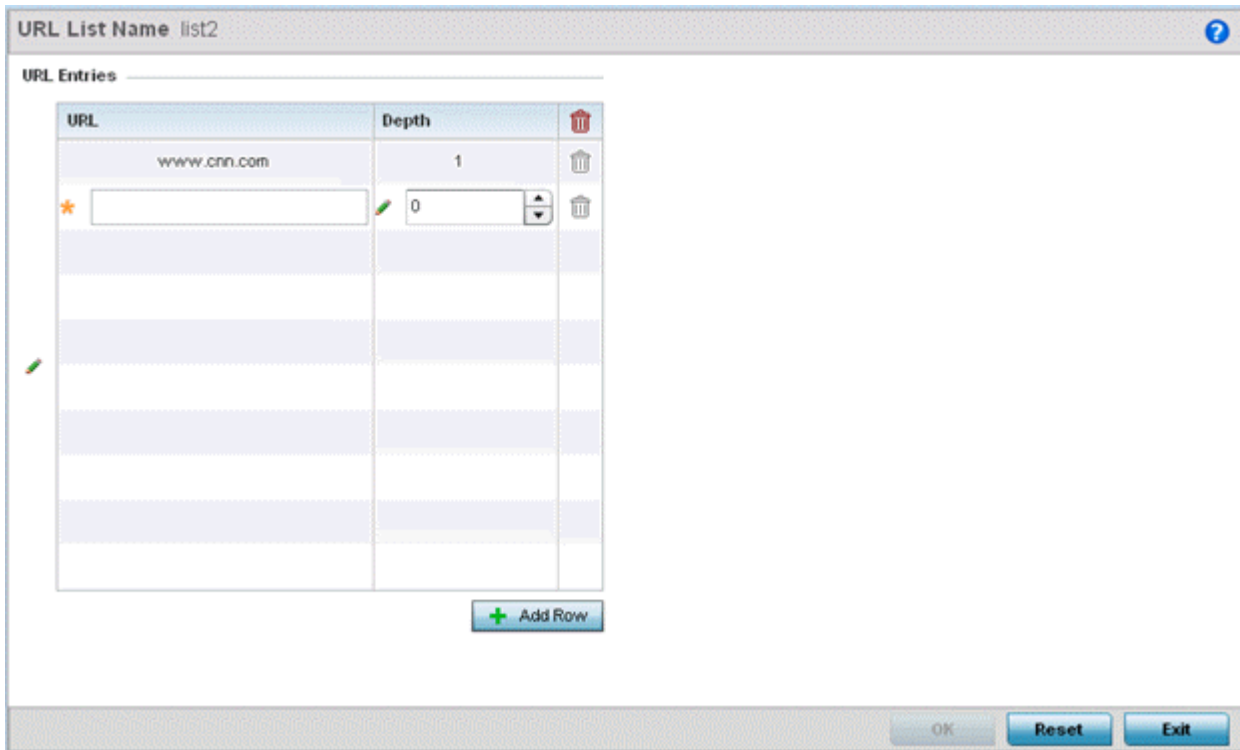 URL List Name list2
?
URL Entries
URL Depth
www.cnn.com 1
* 0
+ Add Row
OK Reset Exit